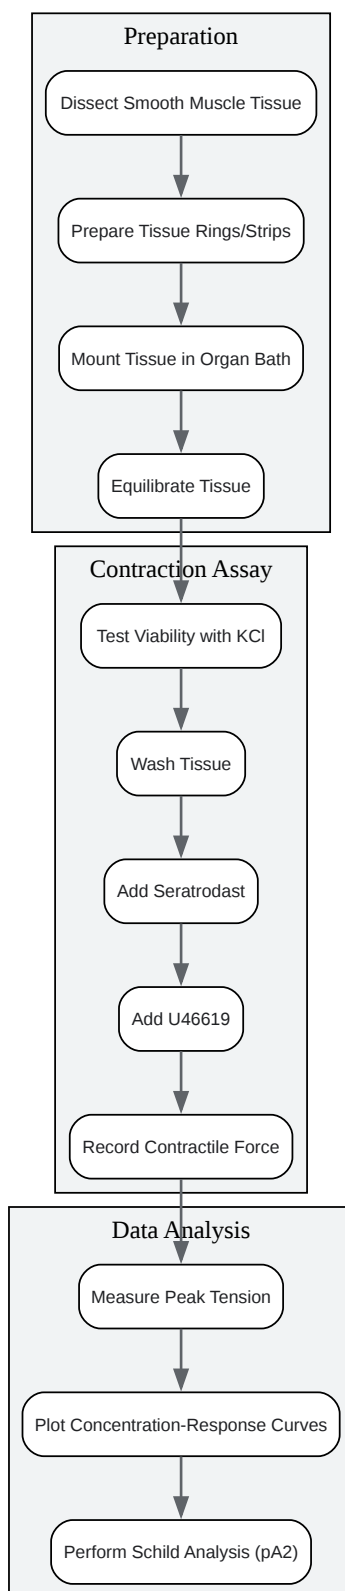 Preparation
Dissect Smooth Muscle Tissue
Prepare Tissue Rings/Strips
Mount Tissue in Organ Bath
Equilibrate Tissue
Contraction Assay
Test Viability with KCl
Wash Tissue
Add Seratrodast
Add U46619
Record Contractile Force
Data Analysis
Measure Peak Tension
Plot Concentration-Response Curves
Perform Schild Analysis (pA2)